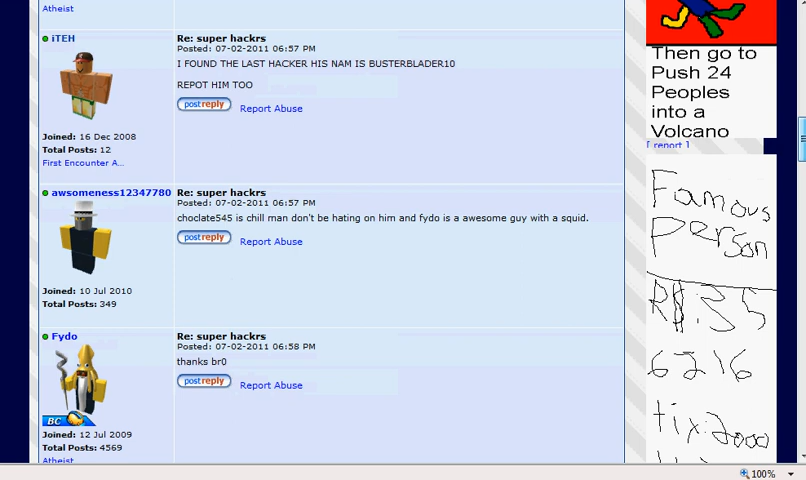 Atheist
iTEH
Re: super hackrs
Posted: 07-02-2011 06:57 PM
I FOUND THE LAST HACKER HIS NAM IS BUSTERBLADER10
REPOT HIM TOO
postreply Report Abuse
Joined: 16 Dec 2008
Total Posts: 12
First Encounter A...
awsomeness12347780
Re: super hackrs
Posted: 07-02-2011 06:57 PM
choclate545 is chill man don't be hating on him and fydo is a awesome guy with a squid.
postreply Report Abuse
Joined: 10 Jul 2010
Total Posts: 349
Fydo
Re: super hackrs
Posted: 07-02-2011 06:58 PM
thanks br0
postreply Report Abuse
BC
Joined: 12 Jul 2009
Total Posts: 4569
Atheist
Then go to
Push 24
Peoples
into a
Volcano
[ report ]
Famous
Person
R$:35
6216
tix:2000
100%